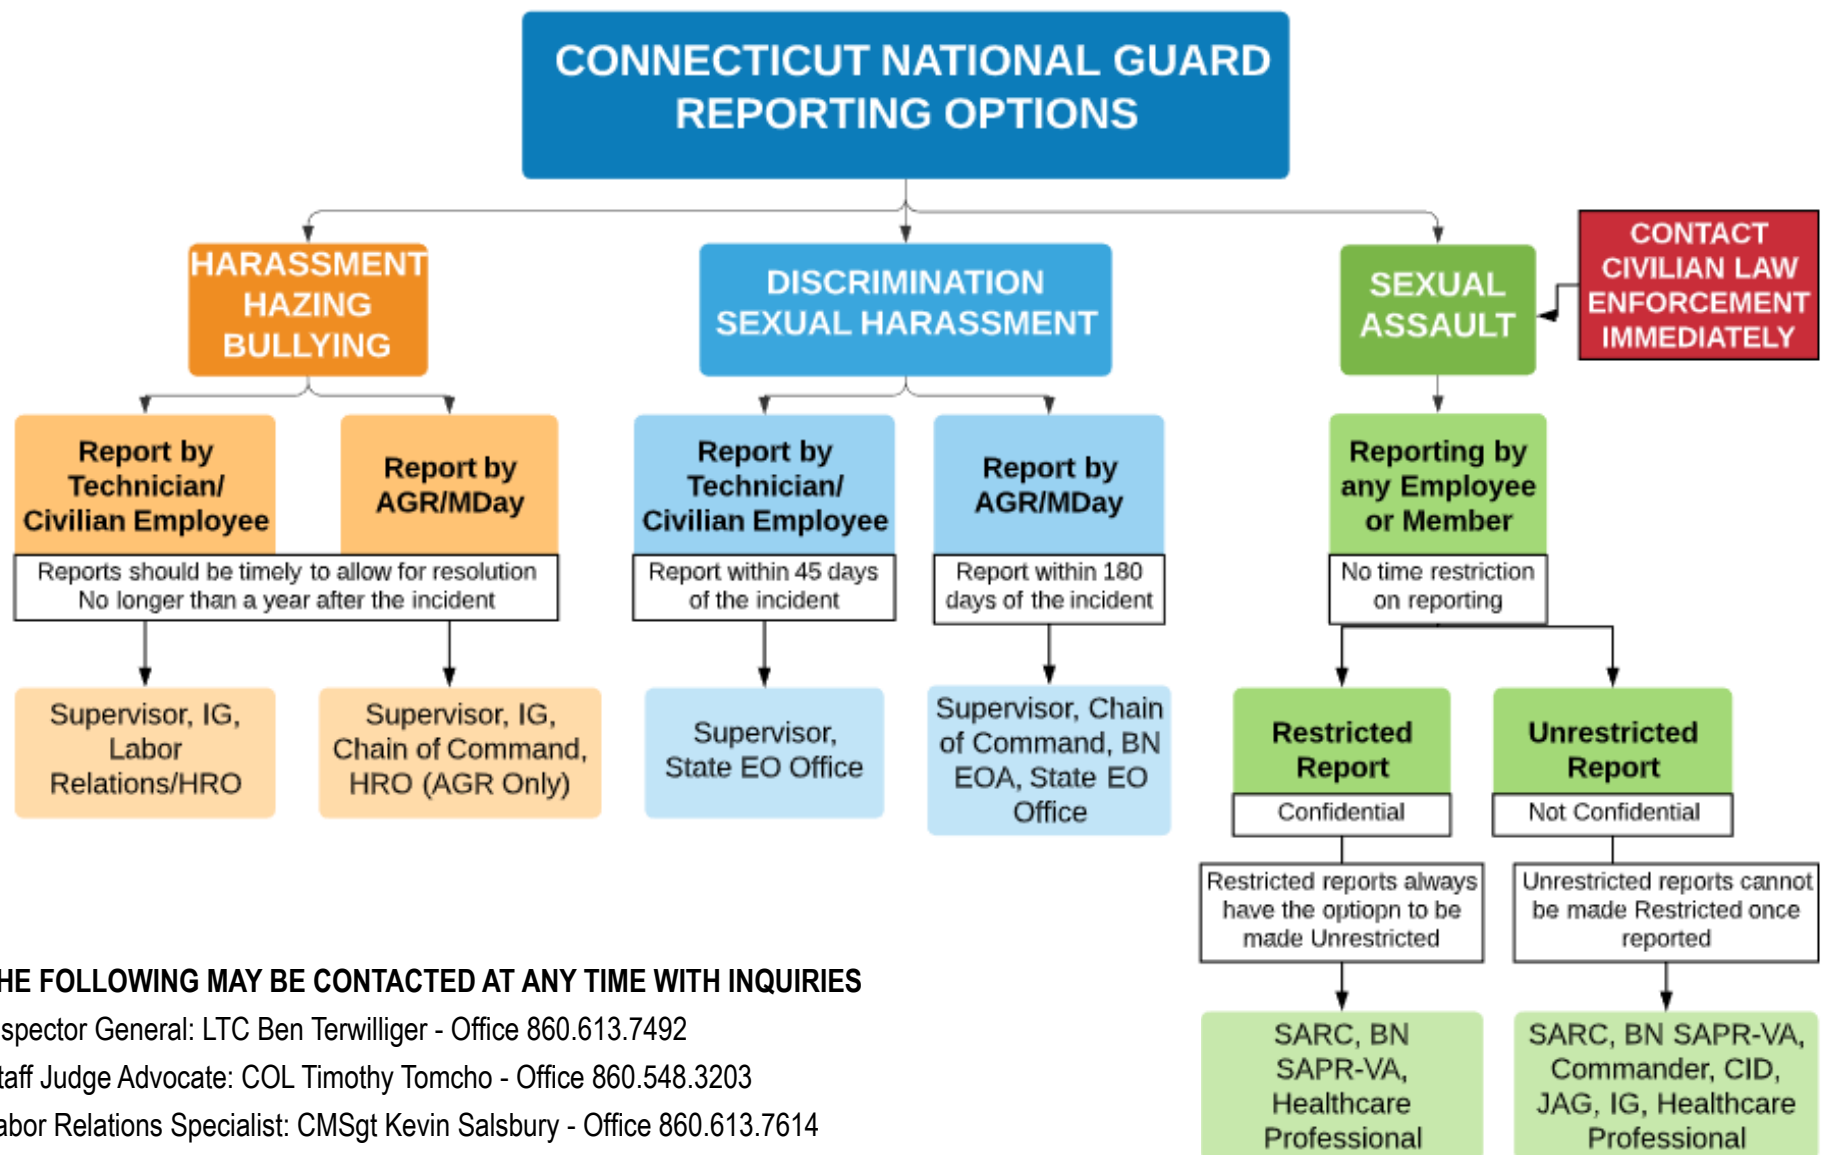 CONNECTICUT NATIONAL GUARD
REPORTING OPTIONS
HARASSMENT
HAZING
BULLYING
DISCRIMINATION
SEXUAL HARASSMENT
SEXUAL
ASSAULT
CONTACT
CIVILIAN LAW
ENFORCEMENT
IMMEDIATELY
Report by
Technician/
Civilian Employee
Report by
AGR/MDay
Reports should be timely to allow for resolution
No longer than a year after the incident
Supervisor, IG,
Labor
Relations/HRO
Supervisor, IG,
Chain of Command,
HRO (AGR Only)
Report by
Technician/
Civilian Employee
Report within 45 days
of the incident
Supervisor,
State EO Office
Report by
AGR/MDay
Report within 180
days of the incident
Supervisor, Chain
of Command, BN
EOA, State EO
Office
Reporting by
any Employee
or Member
No time restriction
on reporting
Restricted
Report
Confidential
Restricted reports always
have the optiopn to be
made Unrestricted
SARC, BN
SAPR-VA,
Healthcare
Professional
Unrestricted
Report
Not Confidential
Unrestricted reports cannot
be made Restricted once
reported
SARC, BN SAPR-VA,
Commander, CID,
JAG, IG, Healthcare
Professional
HE FOLLOWING MAY BE CONTACTED AT ANY TIME WITH INQUIRIES
spector General: LTC Ben Terwilliger - Office 860.613.7492
taff Judge Advocate: COL Timothy Tomcho - Office 860.548.3203
abor Relations Specialist: CMSgt Kevin Salsbury - Office 860.613.7614